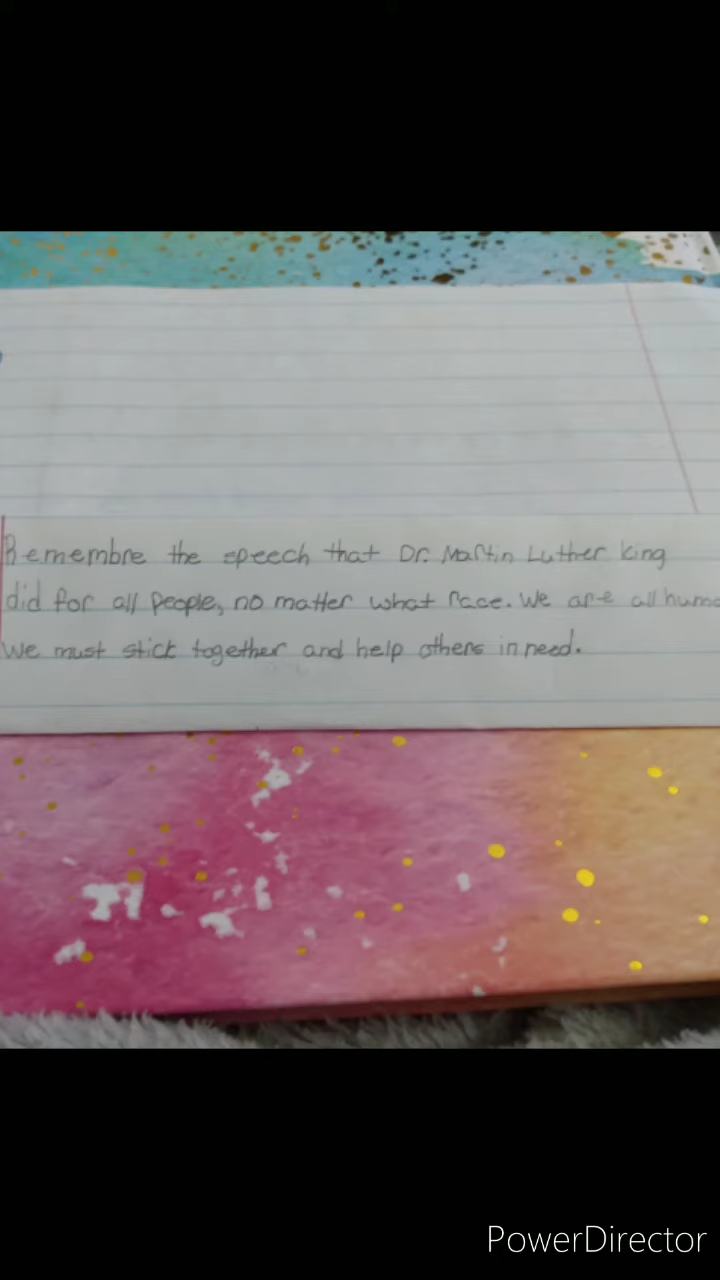 Remembre the speech that Dr. Martin Luther King
did for all people, no matter what race. We are all huma
We must stick together and help others in need.
PowerDirector